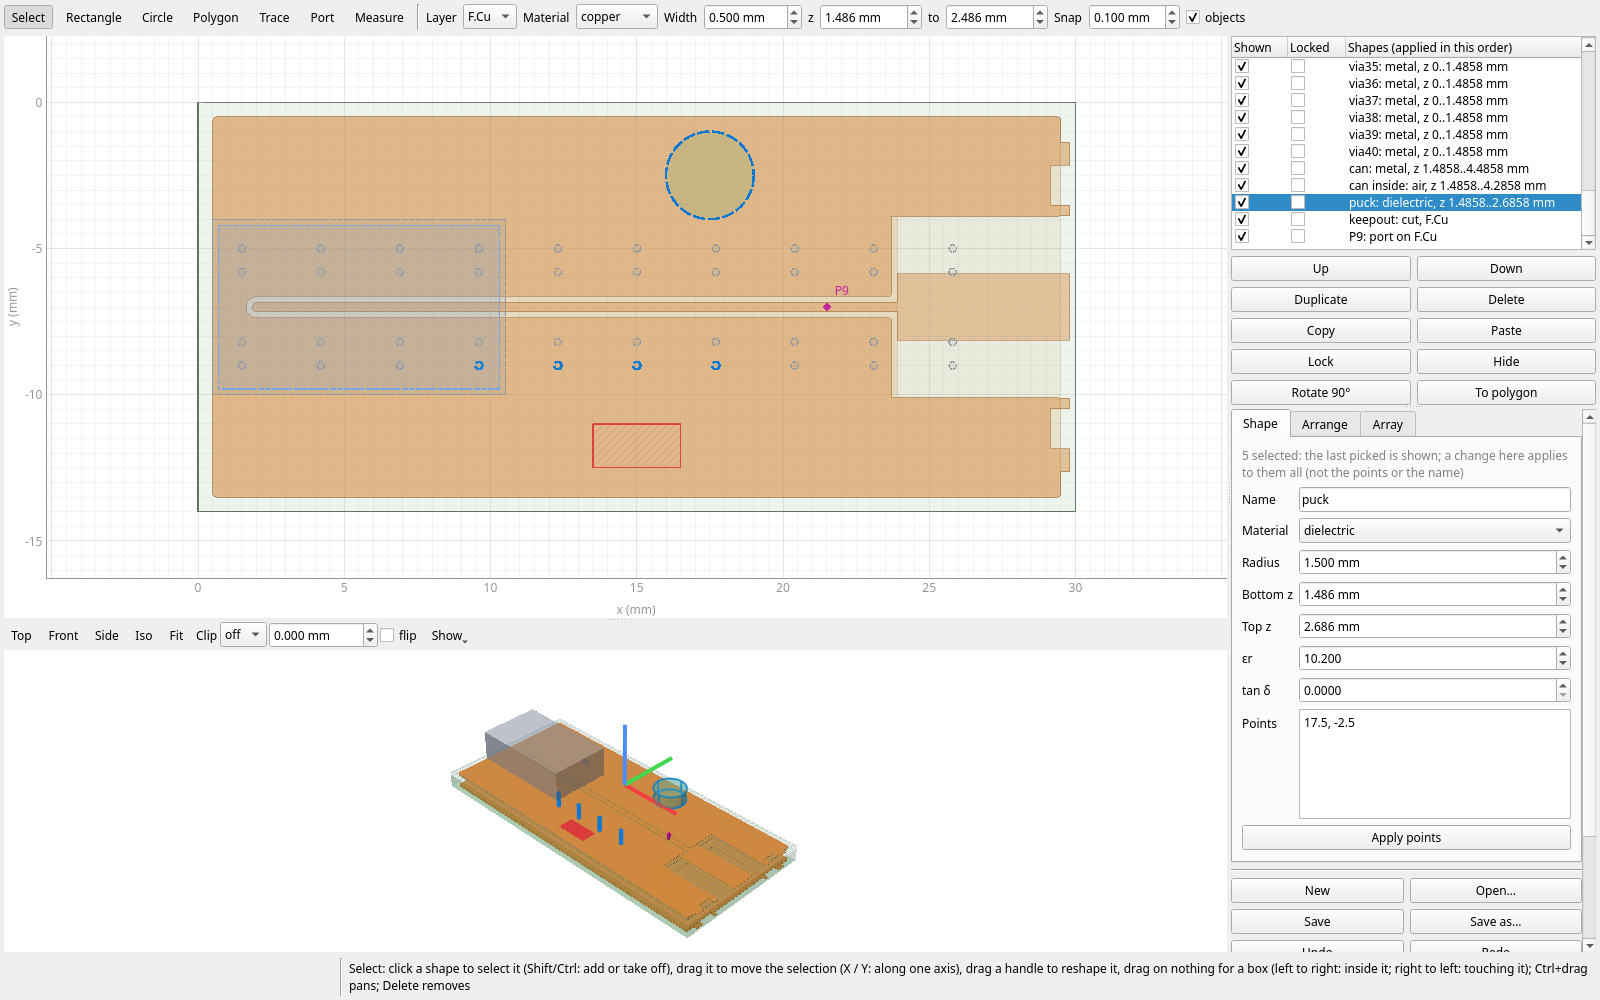 Select Rectangle Circle Polygon Trace Port Measure Layer F.Cu Material copper Width 0.500 mm z 1.486 mm to 2.486 mm Snap 0.100 mm objects
Shown Locked Shapes (applied in this order)
via35: metal, z 0..1.4858 mm
via36: metal, z 0..1.4858 mm
via37: metal, z 0..1.4858 mm
via38: metal, z 0..1.4858 mm
via39: metal, z 0..1.4858 mm
via40: metal, z 0..1.4858 mm
can: metal, z 1.4858..4.4858 mm
can inside: air, z 1.4858..4.2858 mm
puck: dielectric, z 1.4858..2.6858 mm
keepout: cut, F.Cu
P9: port on F.Cu
Up Down
Duplicate Delete
Copy Paste
Lock Hide
Rotate 90° To polygon
Shape Arrange Array
5 selected: the last picked is shown; a change here applies
to them all (not the points or the name)
Name puck
Material dielectric
Radius 1.500 mm
Bottom z 1.486 mm
Top z 2.686 mm
εr 10.200
tan δ 0.0000
Points 17.5, -2.5
Apply points
New Open...
Save Save as...
Undo Redo
0
-5
-10
-15
y (mm)
P9
0 5 10 15 20 25 30
x (mm)
Top Front Side Iso Fit Clip off 0.000 mm flip Show
Select: click a shape to select it (Shift/Ctrl: add or take off), drag it to move the selection (X / Y: along one axis), drag a handle to reshape it, drag on nothing for a box (left to right: inside it; right to left: touching it); Ctrl+drag
pans; Delete removes